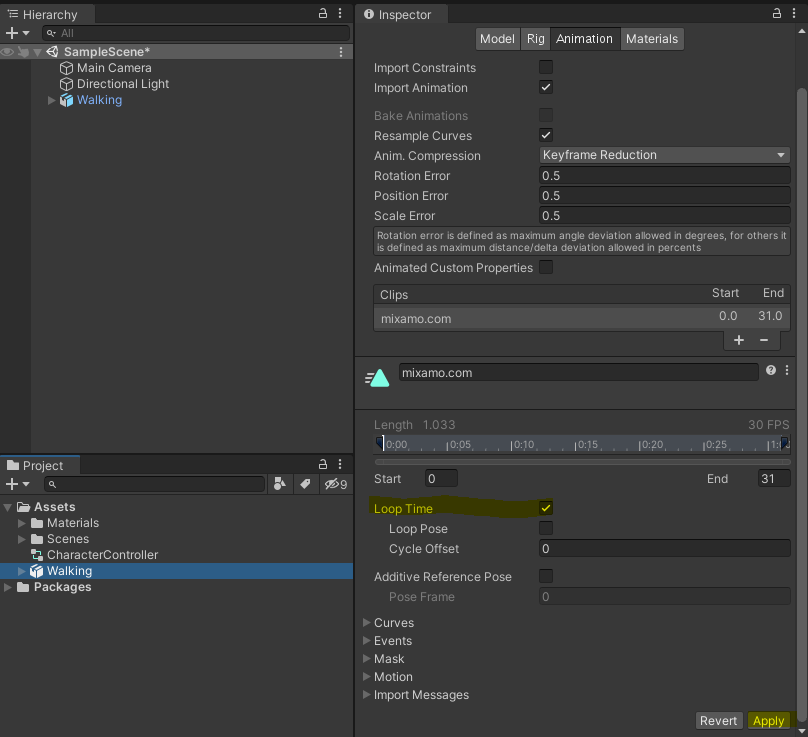 Hierarchy
All
SampleScene*
Main Camera
Directional Light
Walking
Project
9
Assets
Materials
Scenes
CharacterController
Walking
Packages
Inspector
Model Rig Animation Materials
Import Constraints
Import Animation
Bake Animations
Resample Curves
Anim. Compression Keyframe Reduction
Rotation Error 0.5
Position Error 0.5
Scale Error 0.5
Rotation error is defined as maximum angle deviation allowed in degrees, for others it
is defined as maximum distance/delta deviation allowed in percents
Animated Custom Properties
Clips Start End
mixamo.com 0.0 31.0
+ −
mixamo.com
Length 1.033 30 FPS
0:00 0:05 0:10 0:15 0:20 0:25
Start 0 End 31
Loop Time
Loop Pose
Cycle Offset 0
Additive Reference Pose
Pose Frame 0
Curves
Events
Mask
Motion
Import Messages
Revert Apply